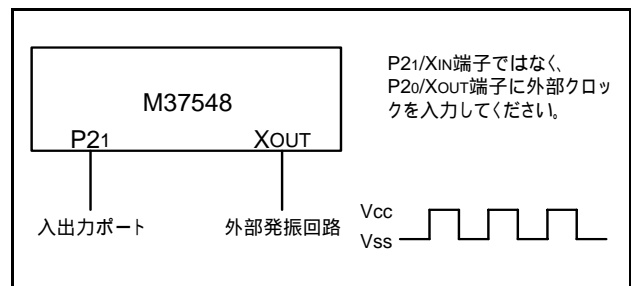 M37548
P21
XOUT
入出力ポート
外部発振回路
P21/XIN端子ではなく、
P20/XOUT端子に外部クロッ
クを入力してください。
Vcc
Vss